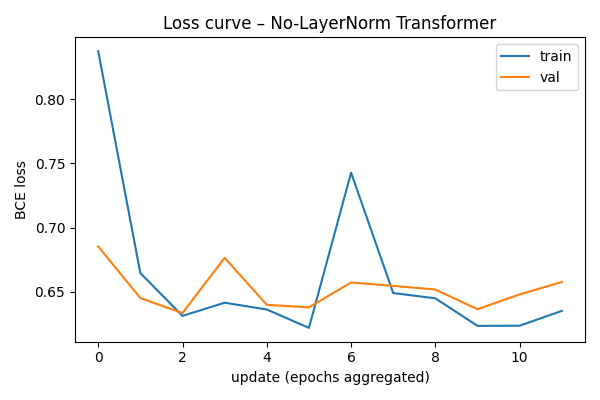 Loss curve – No-LayerNorm Transformer
train
val
BCE loss
0.80
0.75
0.70
0.65
0 2 4 6 8 10
update (epochs aggregated)